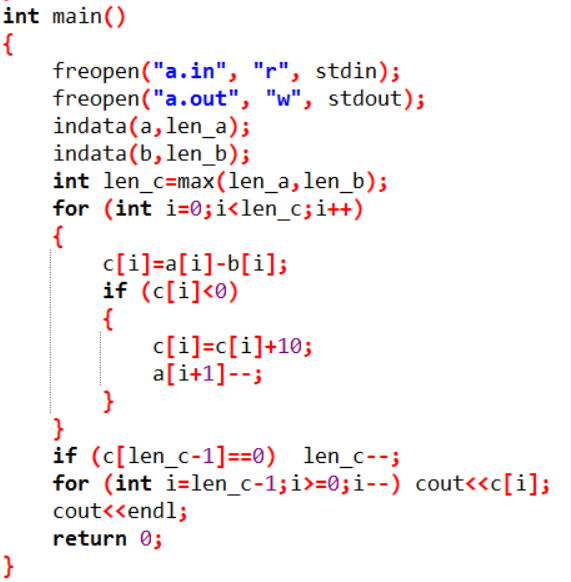 int main()
{
    freopen("a.in", "r", stdin);
    freopen("a.out", "w", stdout);
    indata(a,len_a);
    indata(b,len_b);
    int len_c=max(len_a,len_b);
    for (int i=0;i<len_c;i++)
    {
        c[i]=a[i]-b[i];
        if (c[i]<0)
        {
            c[i]=c[i]+10;
            a[i+1]--;
        }
    }
    if (c[len_c-1]==0)  len_c--;
    for (int i=len_c-1;i>=0;i--) cout<<c[i];
    cout<<endl;
    return 0;
}